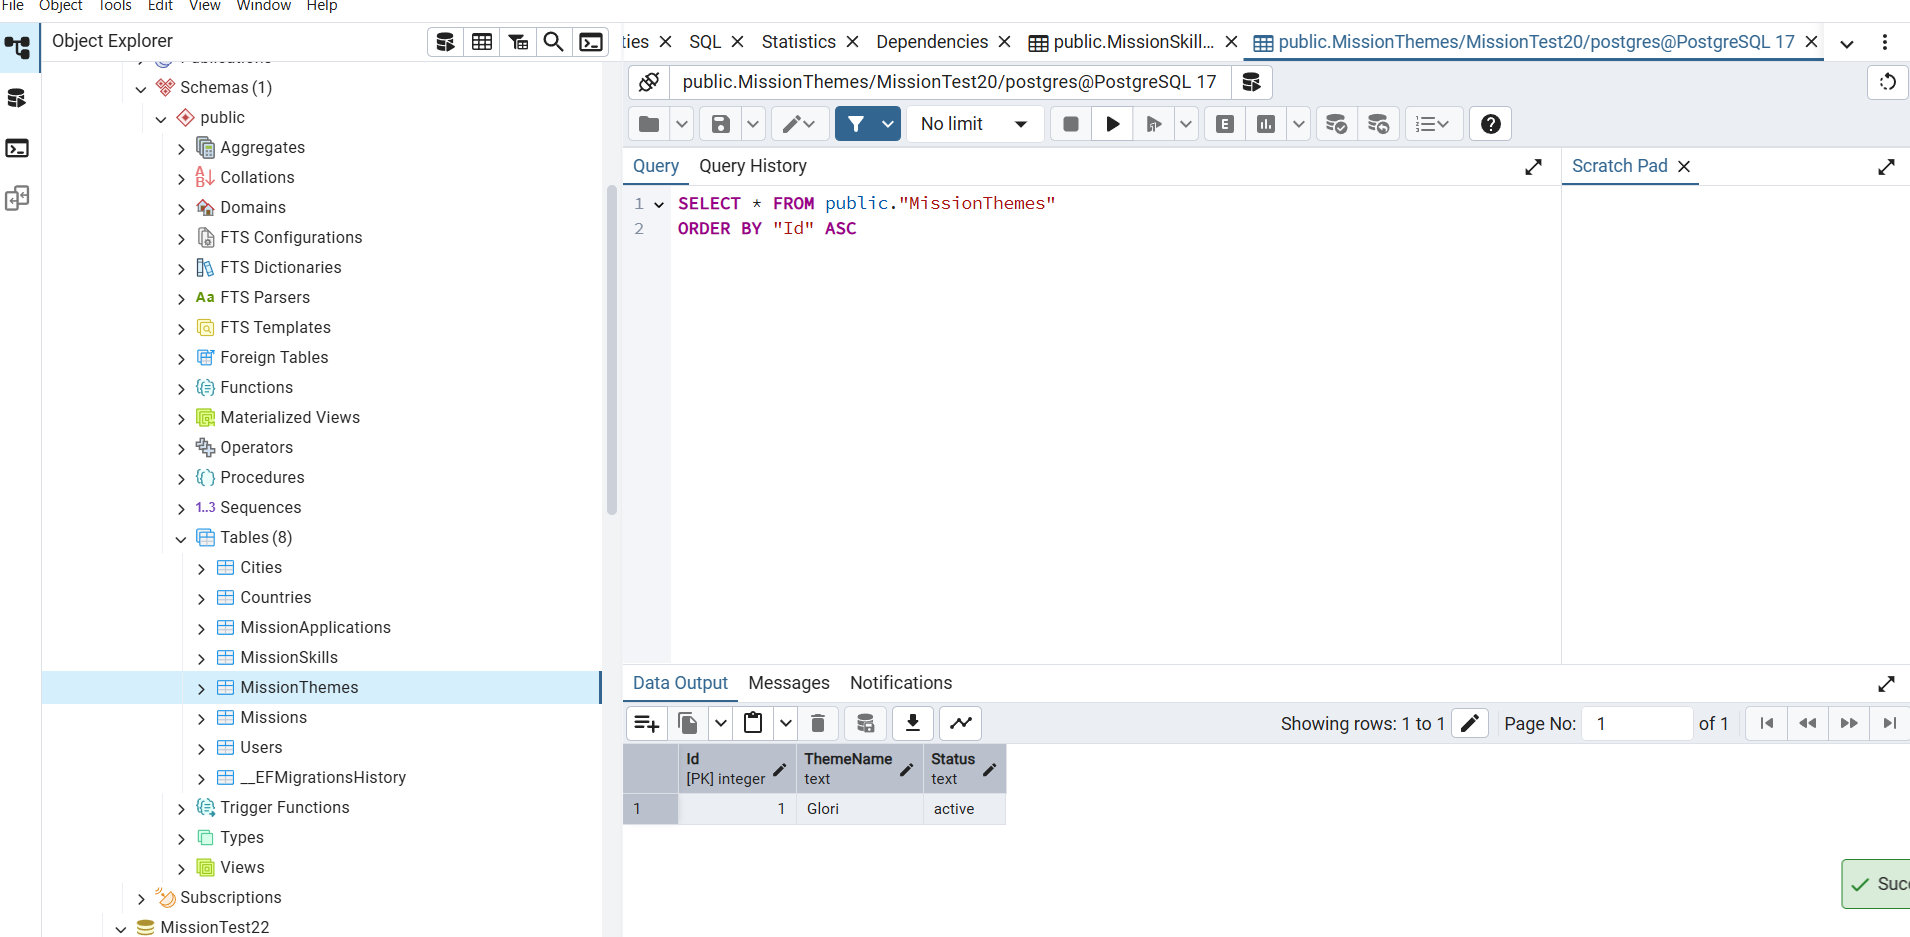 File Object Tools Edit View Window Help
Object Explorer
Schemas (1)
public
Aggregates
Collations
Domains
FTS Configurations
FTS Dictionaries
Aa FTS Parsers
FTS Templates
Foreign Tables
Functions
Materialized Views
Operators
Procedures
1..3 Sequences
Tables (8)
Cities
Countries
MissionApplications
MissionSkills
MissionThemes
Missions
Users
__EFMigrationsHistory
Trigger Functions
Types
Views
Subscriptions
MissionTest22
ties SQL Statistics Dependencies public.MissionSkill... public.MissionThemes/MissionTest20/postgres@PostgreSQL 17
public.MissionThemes/MissionTest20/postgres@PostgreSQL 17
No limit E
Query Query History
1 SELECT * FROM public."MissionThemes"
2 ORDER BY "Id" ASC
Scratch Pad
Data Output Messages Notifications
Showing rows: 1 to 1 Page No: 1 of 1
Id ThemeName Status
[PK] integer text text
1 1 Glori active
Succ